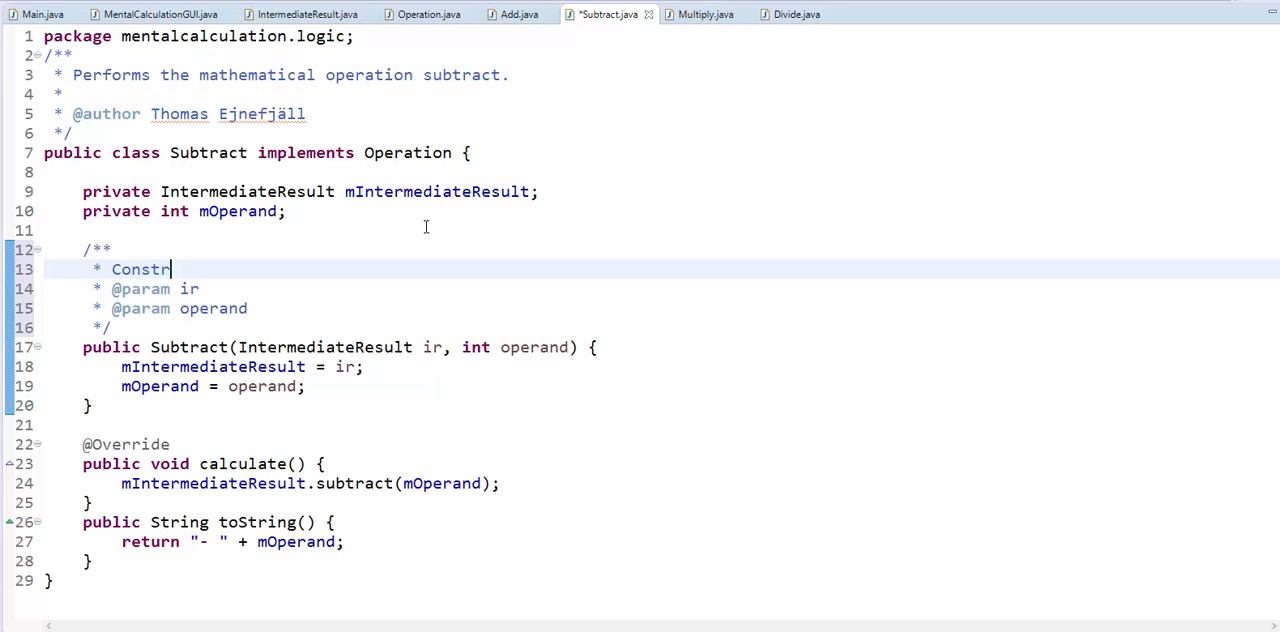 Main.java MentalCalculationGUI.java IntermediateResult.java Operation.java Add.java *Subtract.java Multiply.java Divide.java
1 package mentalcalculation.logic;
2 /**
3  * Performs the mathematical operation subtract.
4  *
5  * @author Thomas Ejnefjäll
6  */
7 public class Subtract implements Operation {
8
9     private IntermediateResult mIntermediateResult;
10     private int mOperand;
11
12     /**
13      * Constr
14      * @param ir
15      * @param operand
16      */
17     public Subtract(IntermediateResult ir, int operand) {
18         mIntermediateResult = ir;
19         mOperand = operand;
20     }
21
22     @Override
23     public void calculate() {
24         mIntermediateResult.subtract(mOperand);
25     }
26     public String toString() {
27         return "- " + mOperand;
28     }
29 }